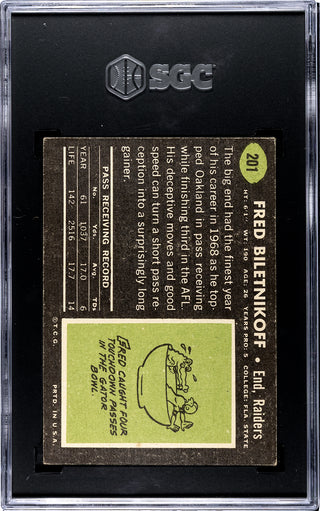 SGC
201
FRED BILETNIKOFF • End, Raiders
HT: 6'1" WT: 190 AGE: 26 YEARS PRO: 5 COLLEGE: FLA. STATE
The big end had the finest year
of his career in 1968 as he top-
ped Oakland in pass receiving
while finishing third in the AFL.
His deceptive moves and good
speed can turn a short pass re-
ception into a surprisingly long
gainer.
PASS RECEIVING RECORD
No. Yds. Avg. TDs
YEAR 61 1,037 17.0 6
LIFE 142 2516 17.7 14
FRED CAUGHT FOUR
TOUCHDOWN PASSES
IN THE GATOR
BOWL
©T.C.G. PRTD. IN U.S.A.